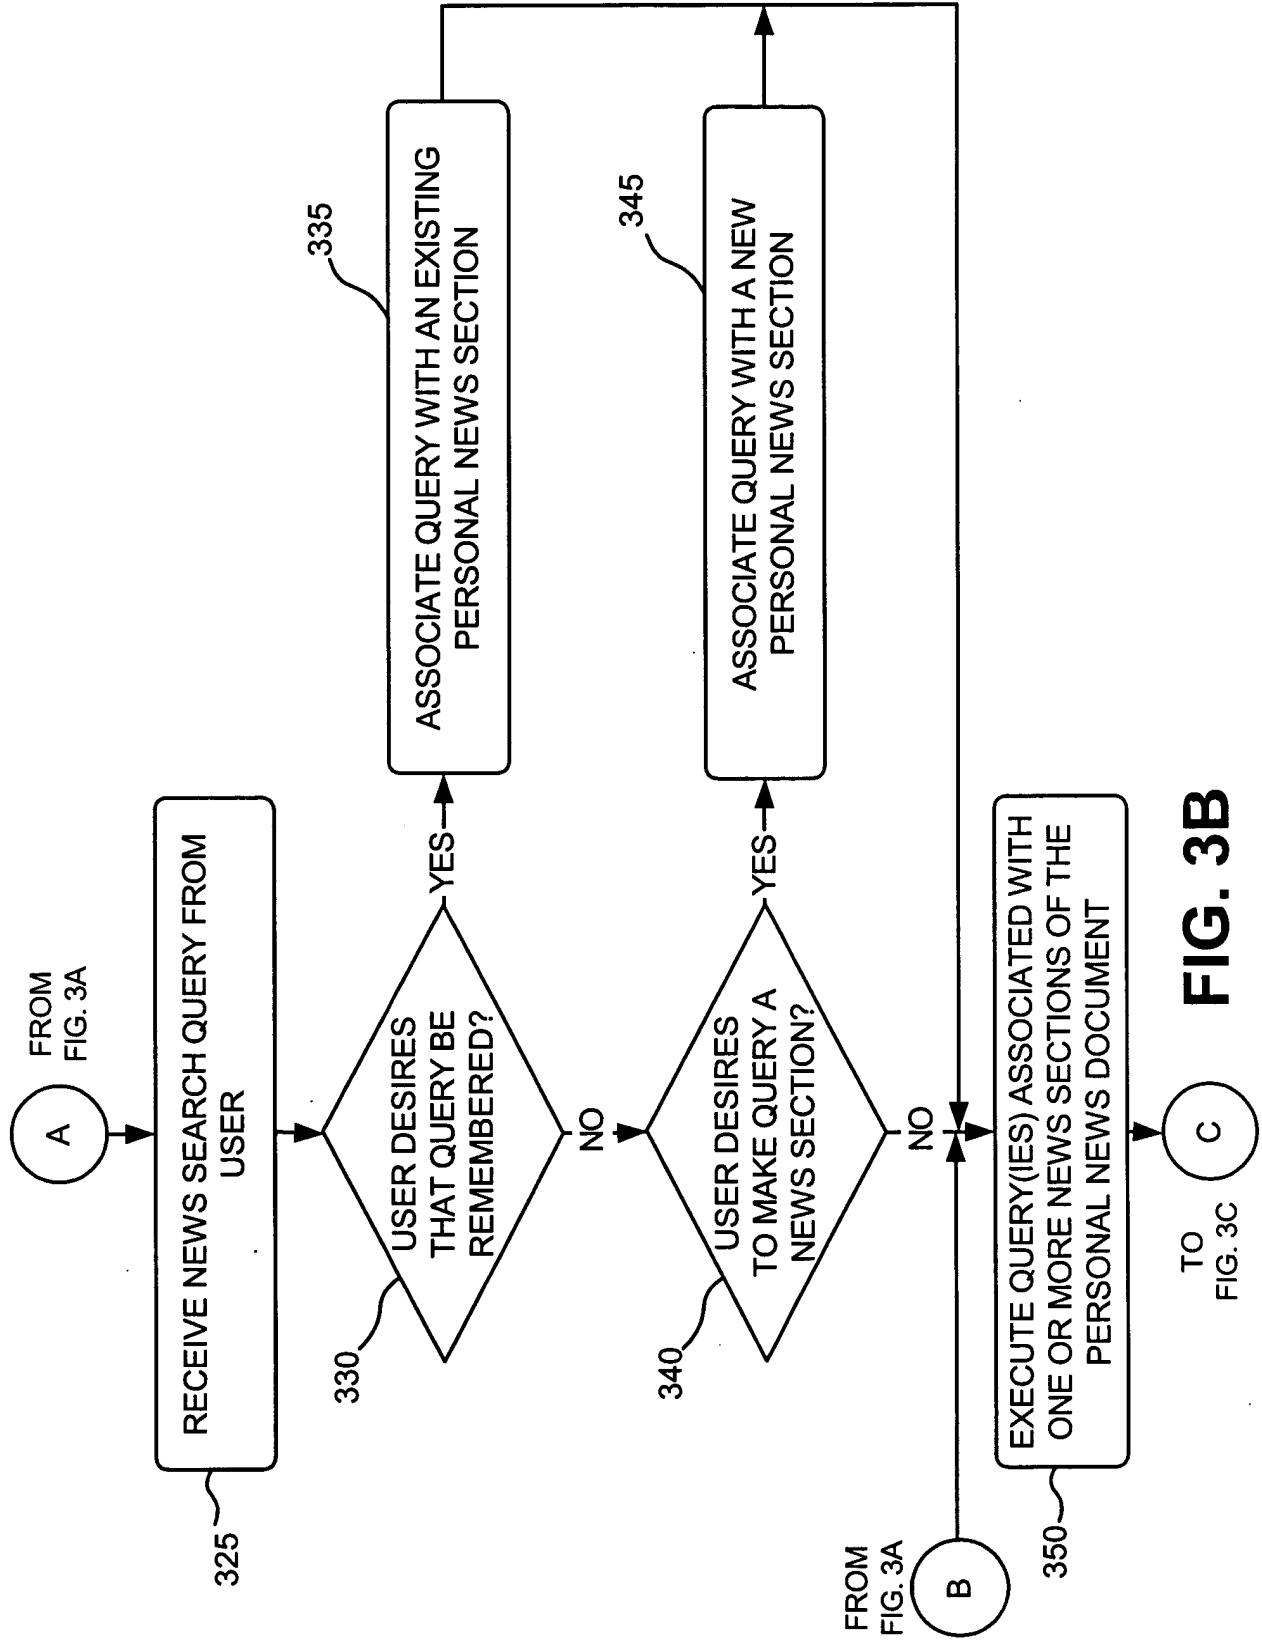 FROM
FIG. 3A
A
RECEIVE NEWS SEARCH QUERY FROM
USER
325
USER DESIRES
THAT QUERY BE
REMEMBERED?
330
YES
ASSOCIATE QUERY WITH AN EXISTING
PERSONAL NEWS SECTION
335
NO
USER DESIRES
TO MAKE QUERY A
NEWS SECTION?
340
YES
ASSOCIATE QUERY WITH A NEW
PERSONAL NEWS SECTION
345
NO
FROM
FIG. 3A
B
EXECUTE QUERY(IES) ASSOCIATED WITH
ONE OR MORE NEWS SECTIONS OF THE
PERSONAL NEWS DOCUMENT
350
C
TO
FIG. 3C
FIG. 3B